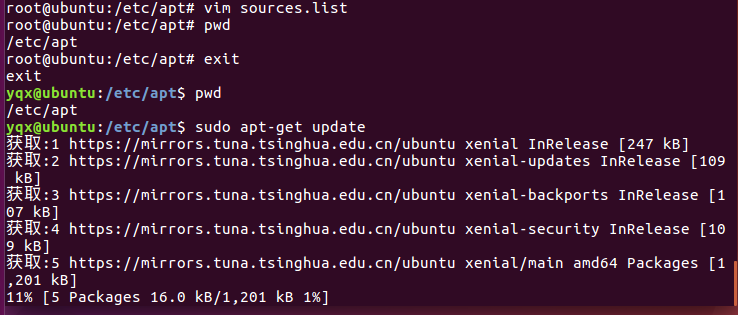 root@ubuntu:/etc/apt# vim sources.list
root@ubuntu:/etc/apt# pwd
/etc/apt
root@ubuntu:/etc/apt# exit
exit
yqx@ubuntu:/etc/apt$ pwd
/etc/apt
yqx@ubuntu:/etc/apt$ sudo apt-get update
获取:1 https://mirrors.tuna.tsinghua.edu.cn/ubuntu xenial InRelease [247 kB]
获取:2 https://mirrors.tuna.tsinghua.edu.cn/ubuntu xenial-updates InRelease [109
 kB]
获取:3 https://mirrors.tuna.tsinghua.edu.cn/ubuntu xenial-backports InRelease [1
07 kB]
获取:4 https://mirrors.tuna.tsinghua.edu.cn/ubuntu xenial-security InRelease [10
9 kB]
获取:5 https://mirrors.tuna.tsinghua.edu.cn/ubuntu xenial/main amd64 Packages [1
,201 kB]
11% [5 Packages 16.0 kB/1,201 kB 1%]